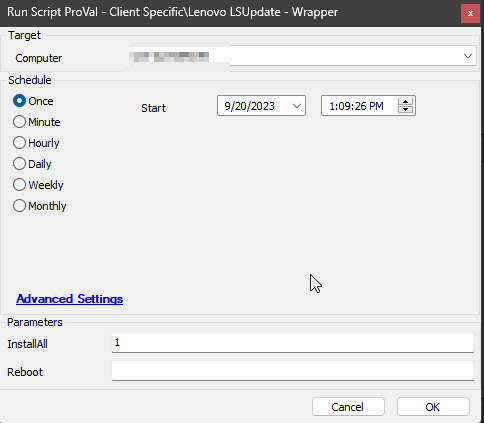 Run Script ProVal - Client Specific\Lenovo LSUpdate - Wrapper
x
Target
Computer
Schedule
Once
Start
9/20/2023
1:09:26 PM
Minute
Hourly
Daily
Weekly
Monthly
Advanced Settings
Parameters
InstallAll
1
Reboot
Cancel
OK